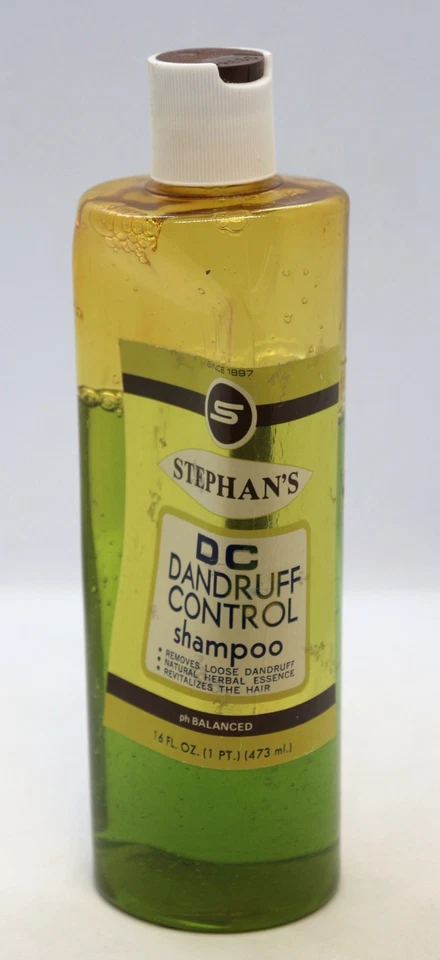 SINCE 1897
S
STEPHAN'S
DC
DANDRUFF
CONTROL
shampoo
• REMOVES LOOSE DANDRUFF
• NATURAL HERBAL ESSENCE
• REVITALIZES THE HAIR
ph BALANCED
16 FL. OZ. (1 PT.) (473 ml.)